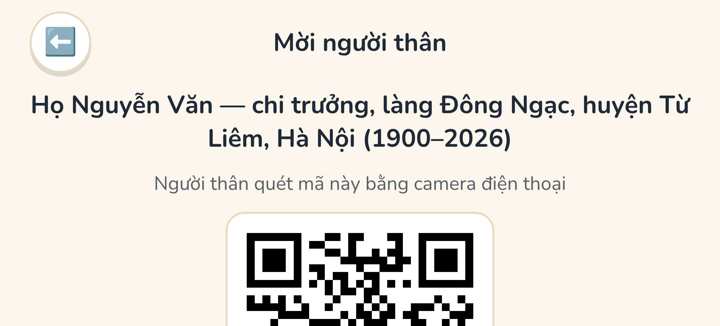 Mời người thân
Họ Nguyễn Văn — chi trưởng, làng Đông Ngạc, huyện Từ
Liêm, Hà Nội (1900–2026)
Người thân quét mã này bằng camera điện thoại